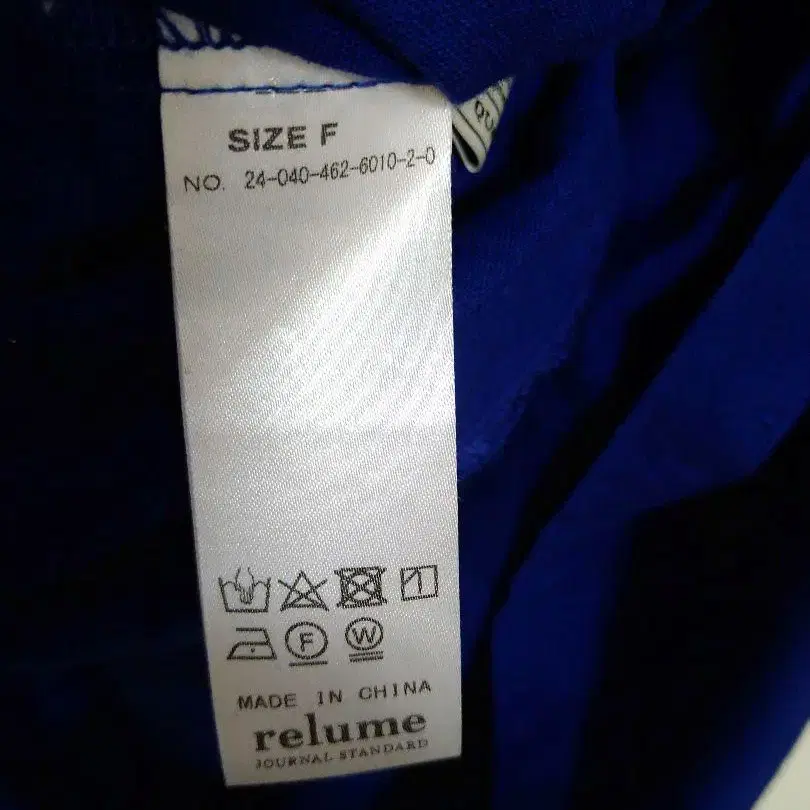 SIZE F
NO. 24-040-462-6010-2-0
F W
MADE IN CHINA
relume
JOURNAL STANDARD